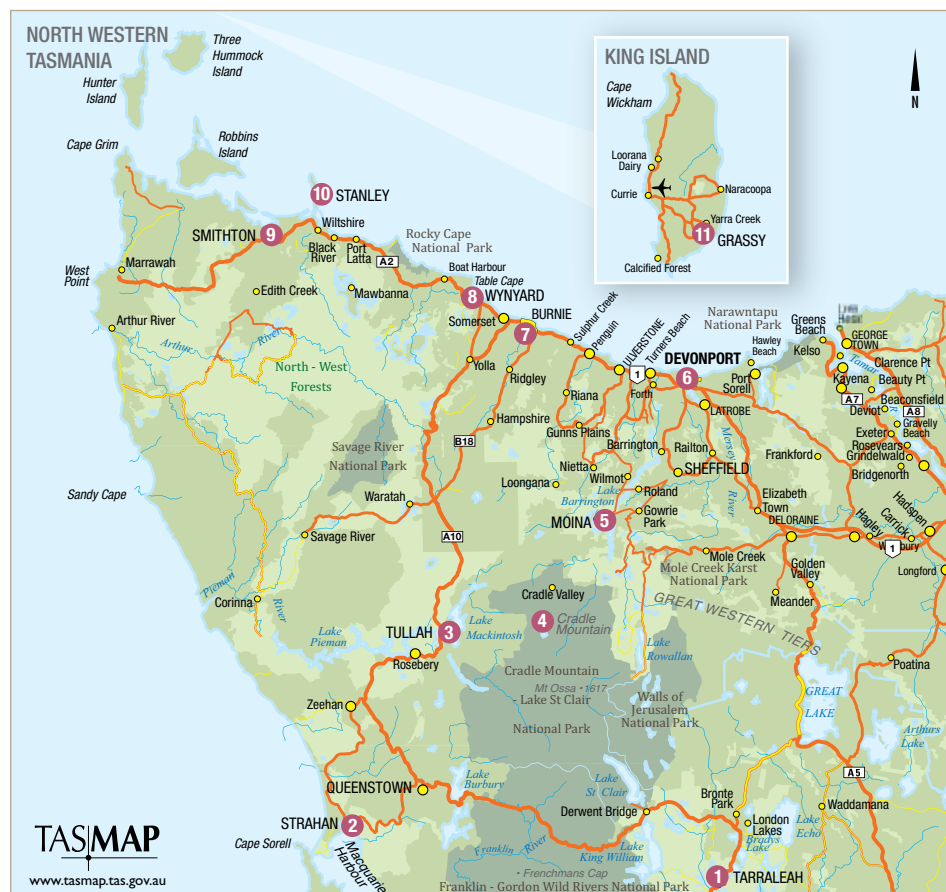 NORTH WESTERN
TASMANIA
Three
Hummock
Island
Hunter
Island
Robbins
Island
Cape Grim
KING ISLAND
Cape
Wickham
Loorana
Dairy
Currie
Naracoopa
Yarra Creek
11
GRASSY
Calcified Forest
N
10 STANLEY
SMITHTON 9
Wiltshire
Black
River
Port
Latta
A2
Rocky Cape
National Park
West
Point
Marrawah
Edith Creek
Mawbanna
Boat Harbour
Table Cape
8 WYNYARD
BURNIE
7
Somerset
Sulphur Creek
Penguin
ULVERSTONE
Turners Beach
1
Forth
DEVONPORT
6
Narawntapu
National Park
Hawley
Beach
Port
Sorell
Greens
Beach
Kelso
GEORGE
TOWN
Clarence Pt
Tamar
R
Kayena
Beauty Pt
A7
Beaconsfield
A8
Deviot
Gravelly
Beach
Exeter
Rosevears
Grindelwald
Bridgenorth
Arthur River
Arthur
River
North - West
Forests
Yolla
Ridgley
Riana
LATROBE
Hampshire
B18
Gunns Plains
Barrington
Railton
Mersey
River
Frankford
Savage River
National Park
Nietta
Wilmot
SHEFFIELD
Loongana
Lake
Barrington
Roland
Sandy Cape
Waratah
MOINA 5
Gowrie
Park
Elizabeth
Town
DELORAINE
Hagley
Carrick
Hadspen
Westbury
1
Savage River
A10
Mole Creek
Mole Creek Karst
National Park
Golden
Valley
Longford
Pieman
River
Corinna
Cradle Valley
Meander
GREAT WESTERN TIERS
4
Cradle
Mountain
TULLAH 3
Lake
Mackintosh
Lake
Pieman
Rosebery
Lake
Rowallan
Poatina
Cradle Mountain
Mt Ossa • 1617
- Lake St Clair
National Park
Walls of
Jerusalem
National Park
GREAT
LAKE
Zeehan
Arthurs
Lake
A5
QUEENSTOWN
Lake
Burbury
Lake
St Clair
Bronte
Park
Waddamana
Derwent Bridge
London
Lakes
Lake
Echo
Bradys
Lake
STRAHAN 2
Cape Sorell
Macquarie
Harbour
Franklin
River
Lake
King William
• Frenchmans Cap
Franklin - Gordon Wild Rivers National Park
1 TARRALEAH
TASMAP
www.tasmap.tas.gov.au